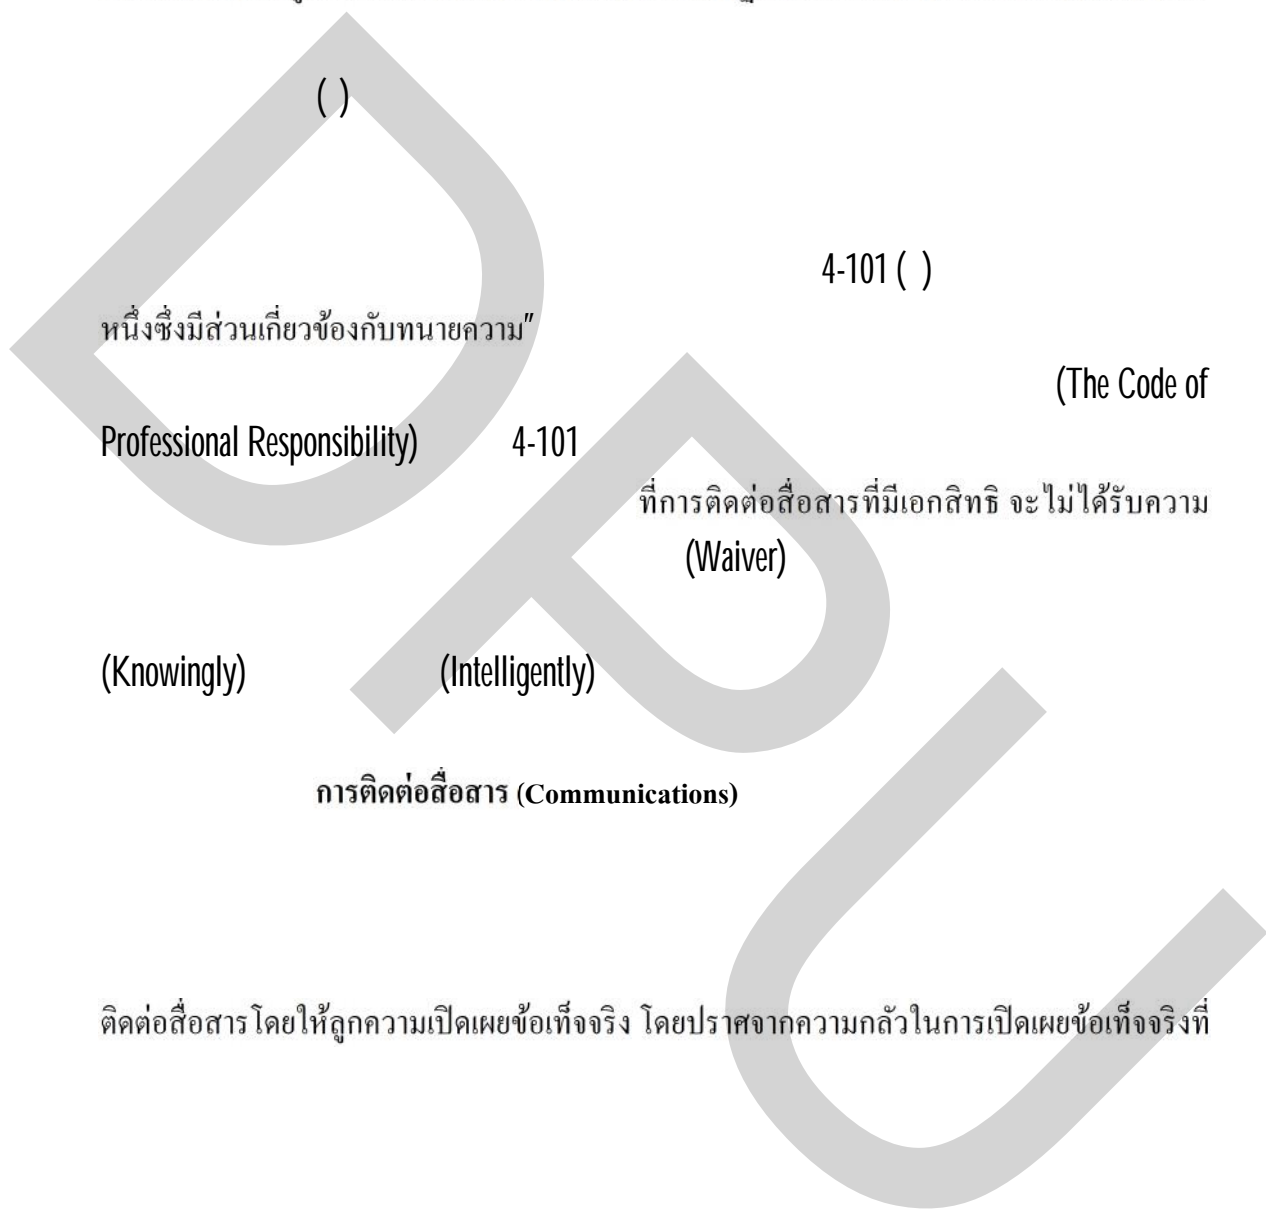 ( )
4-101 ( )
หนึ่งซึ่งมีส่วนเกี่ยวข้องกับทนายความ"
(The Code of
Professional Responsibility) 4-101
ที่การติดต่อสื่อสารที่มีเอกสิทธิ จะไม่ได้รับความ
(Waiver)
(Knowingly) (Intelligently)
การติดต่อสื่อสาร (Communications)
ติดต่อสื่อสารโดยให้ลูกความเปิดเผยข้อเท็จจริง โดยปราศจากความกลัวในการเปิดเผยข้อเท็จจริงที่
DPU